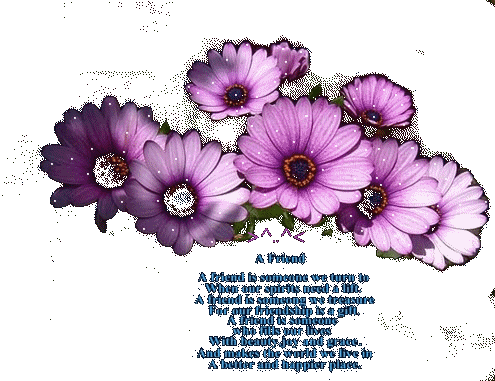 A Friend
A friend is someone we turn to
When our spirits need a lift.
A friend is someong we treasure
For our friendship is a gift.
A friend is someone
who fills our lives
With beauty,joy and grace.
And makes the world we live in
A better and happier place.